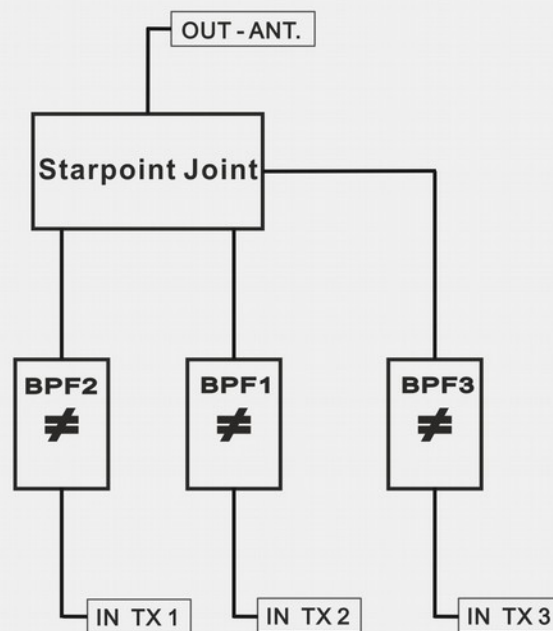 OUT - ANT.
Starpoint Joint
BPF2
BPF1
BPF3
≠
≠
≠
IN TX 1
IN TX 2
IN TX 3